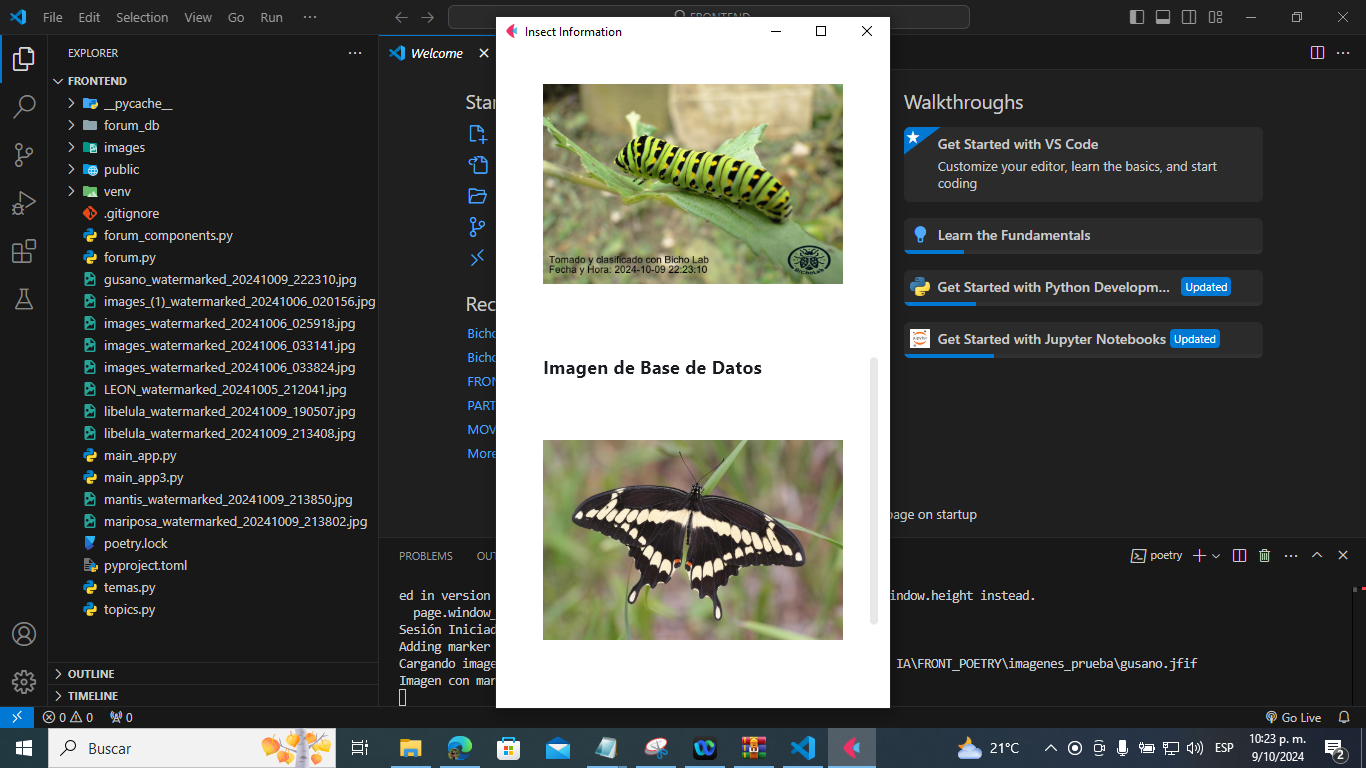 File Edit Selection View Go Run ···
FRONTEND
Insect Information
EXPLORER
FRONTEND
__pycache__
forum_db
images
public
venv
.gitignore
forum_components.py
forum.py
gusano_watermarked_20241009_222310.jpg
images_(1)_watermarked_20241006_020156.jpg
images_watermarked_20241006_025918.jpg
images_watermarked_20241006_033141.jpg
images_watermarked_20241006_033824.jpg
LEON_watermarked_20241005_212041.jpg
libelula_watermarked_20241009_190507.jpg
libelula_watermarked_20241009_213408.jpg
main_app.py
main_app3.py
mantis_watermarked_20241009_213850.jpg
mariposa_watermarked_20241009_213802.jpg
poetry.lock
pyproject.toml
temas.py
topics.py
OUTLINE
TIMELINE
Welcome
Star
Rec
Bicho
Bicho
FRON
PART
MOV
More
Tomado y clasificado con Bicho Lab
Fecha y Hora: 2024-10-09 22:23:10
BichoLab
Imagen de Base de Datos
Walkthroughs
Get Started with VS Code
Customize your editor, learn the basics, and start
coding
Learn the Fundamentals
Get Started with Python Developm... Updated
Get Started with Jupyter Notebooks Updated
page on startup
PROBLEMS OUT
poetry
ed in version
ndow.height instead.
page.window_
Sesión Iniciad
Adding marker
Cargando image
IA\FRONT_POETRY\imagenes_prueba\gusano.jfif
Imagen con mar
0 0 0
Go Live
Buscar
21°C
ESP
10:23 p. m.
9/10/2024
2